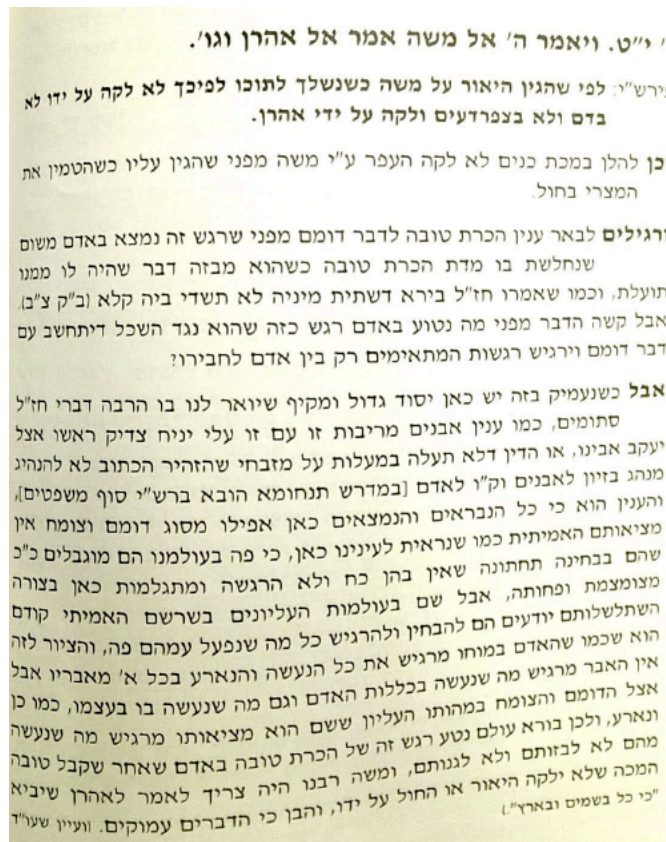 ' י"ט. ויאמר ה' אל משה אמר אל אהרן וגו'.
פירש"י: לפי שהגין היאור על משה כשנשלך לתוכו לפיכך לא לקה על ידו לא
בדם ולא בצפרדעים ולקה על ידי אהרן.
וכן להלן במכת כנים לא לקה העפר ע"י משה מפני שהגין עליו כשהטמין את
המצרי בחול.
ורגילים לבאר ענין הכרת טובה לדבר דומם מפני שרגש זה נמצא באדם משום
שנחלשת בו מדת הכרת טובה כשהוא מבזה דבר שהיה לו ממנו
תועלת, וכמו שאמרו חז"ל בירא דשתית מיניה לא תשדי ביה קלא (ב"ק צ"ב).
אבל קשה הדבר מפני מה נטוע באדם רגש כזה שהוא נגד השכל דיתחשב עם
דבר דומם וירגיש רגשות המתאימים רק בין אדם לחבירו?
אבל כשנעמיק בזה יש כאן יסוד גדול ומקיף שיואר לנו בו הרבה דברי חז"ל
סתומים, כמו ענין אבנים מריבות זו עם זו עלי יניח צדיק ראשו אצל
יעקב אבינו, או הדין דלא תעלה במעלות על מזבחי שהזהיר הכתוב לא להנהיג
מנהג בזיון לאבנים וק"ו לאדם [במדרש תנחומא הובא ברש"י סוף משפטים],
והענין הוא כי כל הנבראים והנמצאים כאן אפילו מסוג דומם וצומח אין
מציאותם האמיתית כמו שנראית לעינינו כאן, כי פה בעולמנו הם מוגבלים כ"כ
שהם בבחינה תחתונה שאין בהן כח ולא הרגשה ומתגלמות כאן בצורה
מצומצמת ופחותה, אבל שם בעולמות העליונים בשרשם האמיתי קודם
השתלשלותם יודעים הם להבחין ולהרגיש כל מה שנפעל עמהם פה, והציור לזה
הוא שכמו שהאדם במוחו מרגיש את כל הנעשה והנארע בכל א' מאבריו אבל
אין האבר מרגיש מה שנעשה בכללות האדם וגם מה שנעשה בו בעצמו, כמו כן
אצל הדומם והצומח במהותו העליון ששם הוא מציאותו מרגיש מה שנעשה
ונארע, ולכן בורא עולם נטע רגש זה של הכרת טובה באדם שאחר שקבל טובה
מהם לא לבזותם ולא לגנותם, ומשה רבנו היה צריך לאמר לאהרן שיביא
המכה שלא ילקה היאור או החול על ידו, והבן כי הדברים עמוקים. (ועיין שעו"ד
"כי כל בשמים ובארץ".)